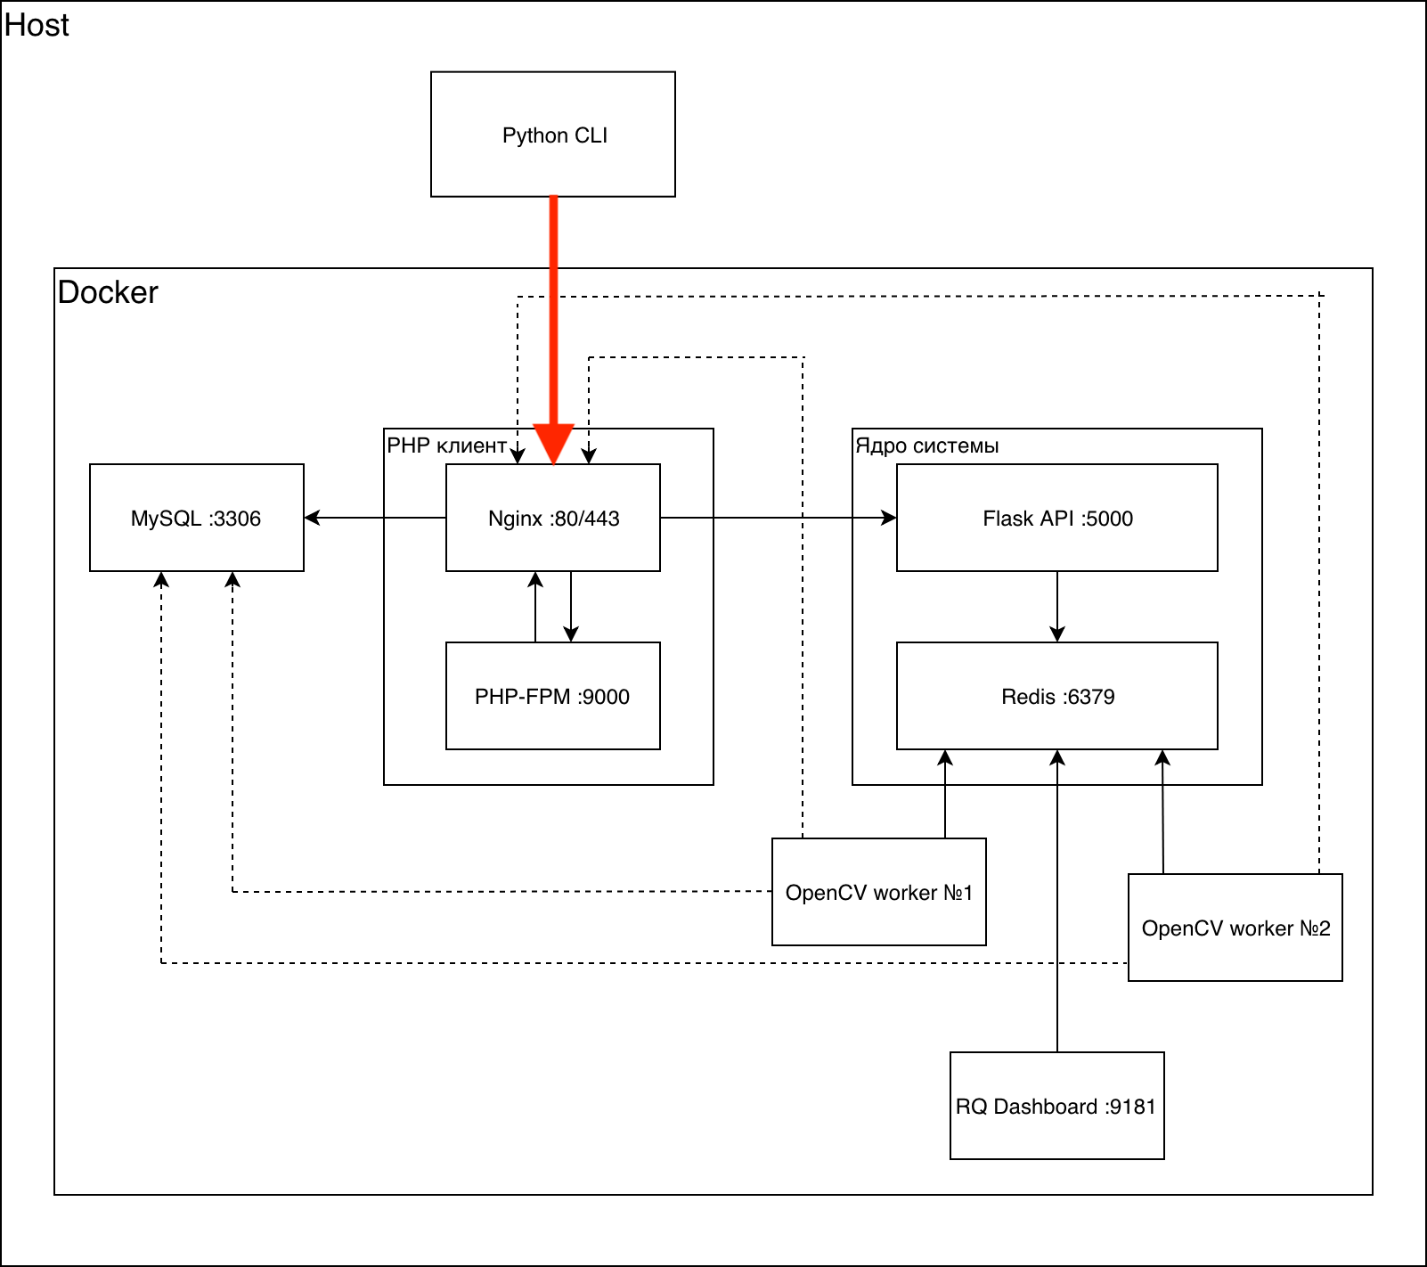 Host
Python CLI
Docker
PHP клиент
Ядро системы
MySQL :3306
Nginx :80/443
Flask API :5000
PHP-FPM :9000
Redis :6379
OpenCV worker №1
OpenCV worker №2
RQ Dashboard :9181